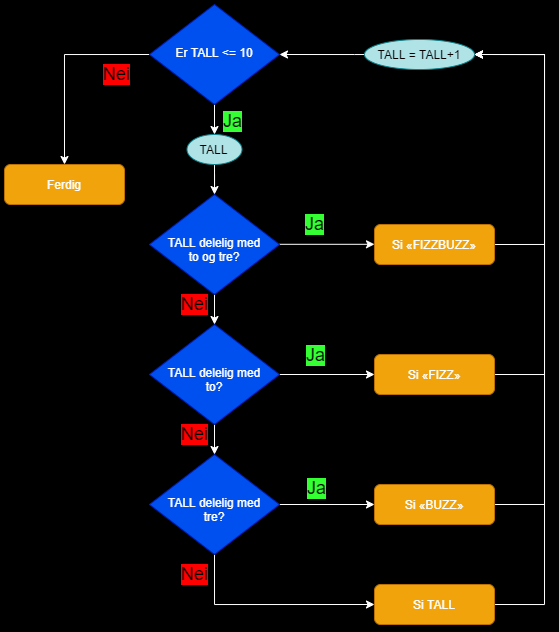 Er TALL <= 10
TALL = TALL+1
Nei
Ja
TALL
Ferdig
TALL delelig med
to og tre?
Ja
Si «FIZZBUZZ»
Nei
TALL delelig med
to?
Ja
Si «FIZZ»
Nei
TALL delelig med
tre?
Ja
Si «BUZZ»
Nei
Si TALL